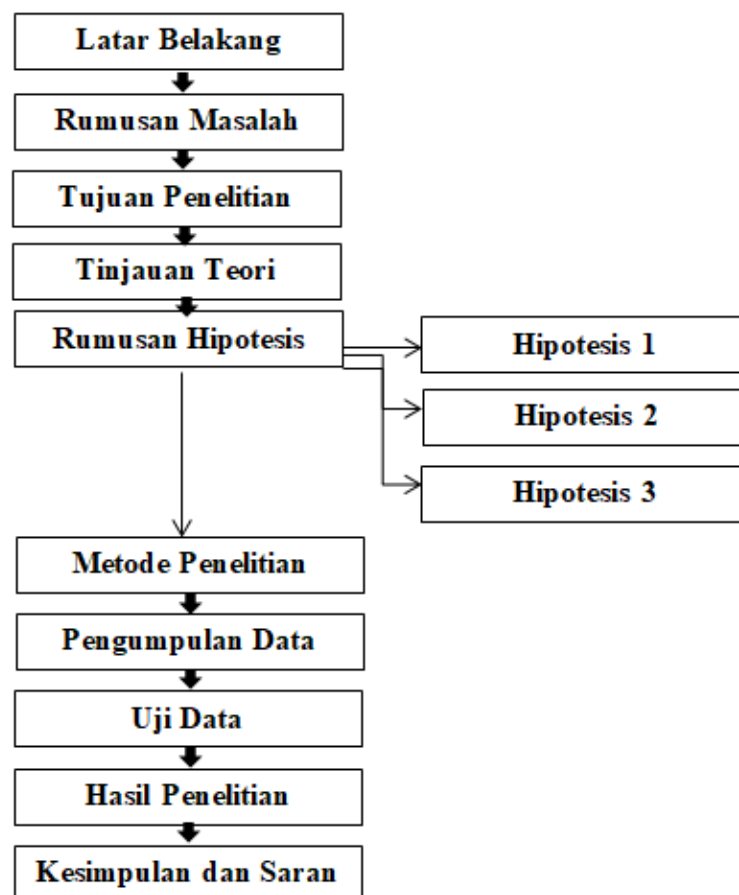 Latar Belakang
Rumusan Masalah
Tujuan Penelitian
Tinjauan Teori
Rumusan Hipotesis
Hipotesis 1
Hipotesis 2
Hipotesis 3
Metode Penelitian
Pengumpulan Data
Uji Data
Hasil Penelitian
Kesimpulan dan Saran